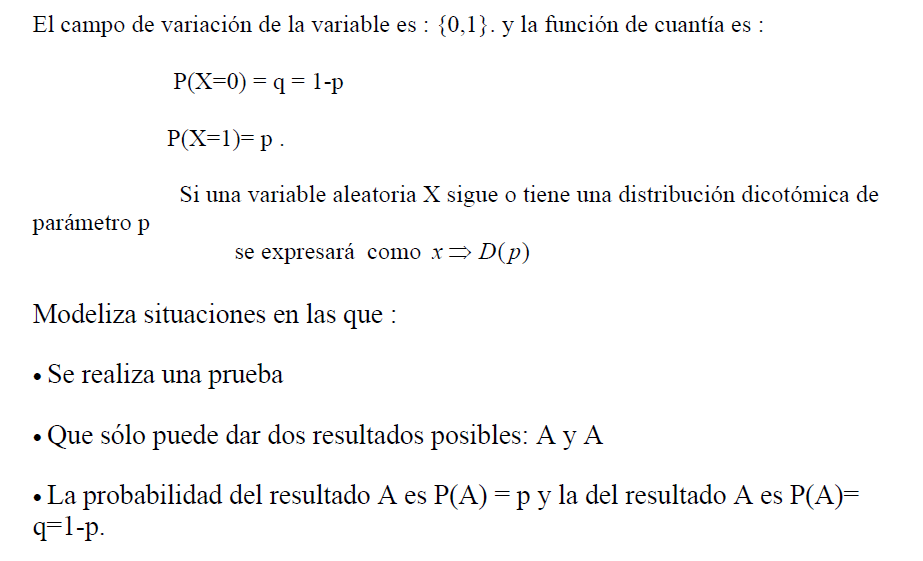 El campo de variación de la variable es : {0,1}. y la función de cuantía es :
P(X=0) = q = 1-p
P(X=1)= p .
Si una variable aleatoria X sigue o tiene una distribución dicotómica de
parámetro p
se expresará como x ⇒ D(p)
Modeliza situaciones en las que :
• Se realiza una prueba
• Que sólo puede dar dos resultados posibles: A y A
• La probabilidad del resultado A es P(A) = p y la del resultado A es P(A)=
q=1-p.